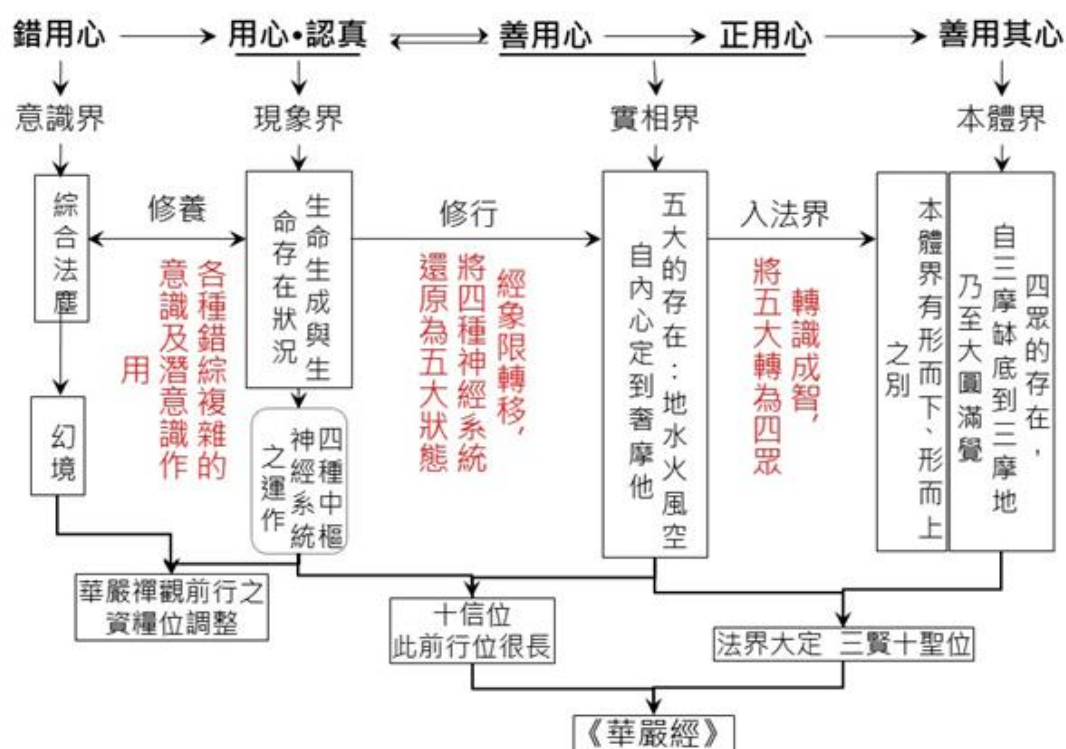 錯用心 用心•認真 善用心 正用心 善用其心
意識界 現象界 實相界 本體界
綜合法塵
修養
各種錯綜複雜的
意識及潛意識作
用
幻境
生命生成與生
命存在狀況
四種中樞
神經系統
之運作
修行
經象限轉移,
將四種神經系統
還原為五大狀態
五大的存在:地水火風空
自內心定到奢摩他
入法界
轉識成智,
將五大轉為四眾
四眾的存在,
自三摩缽底到三摩地
乃至大圓滿覺
本體界有形而下、形而上
之別
華嚴禪觀前行之
資糧位調整
十信位
此前行位很長
法界大定 三賢十聖位
《華嚴經》